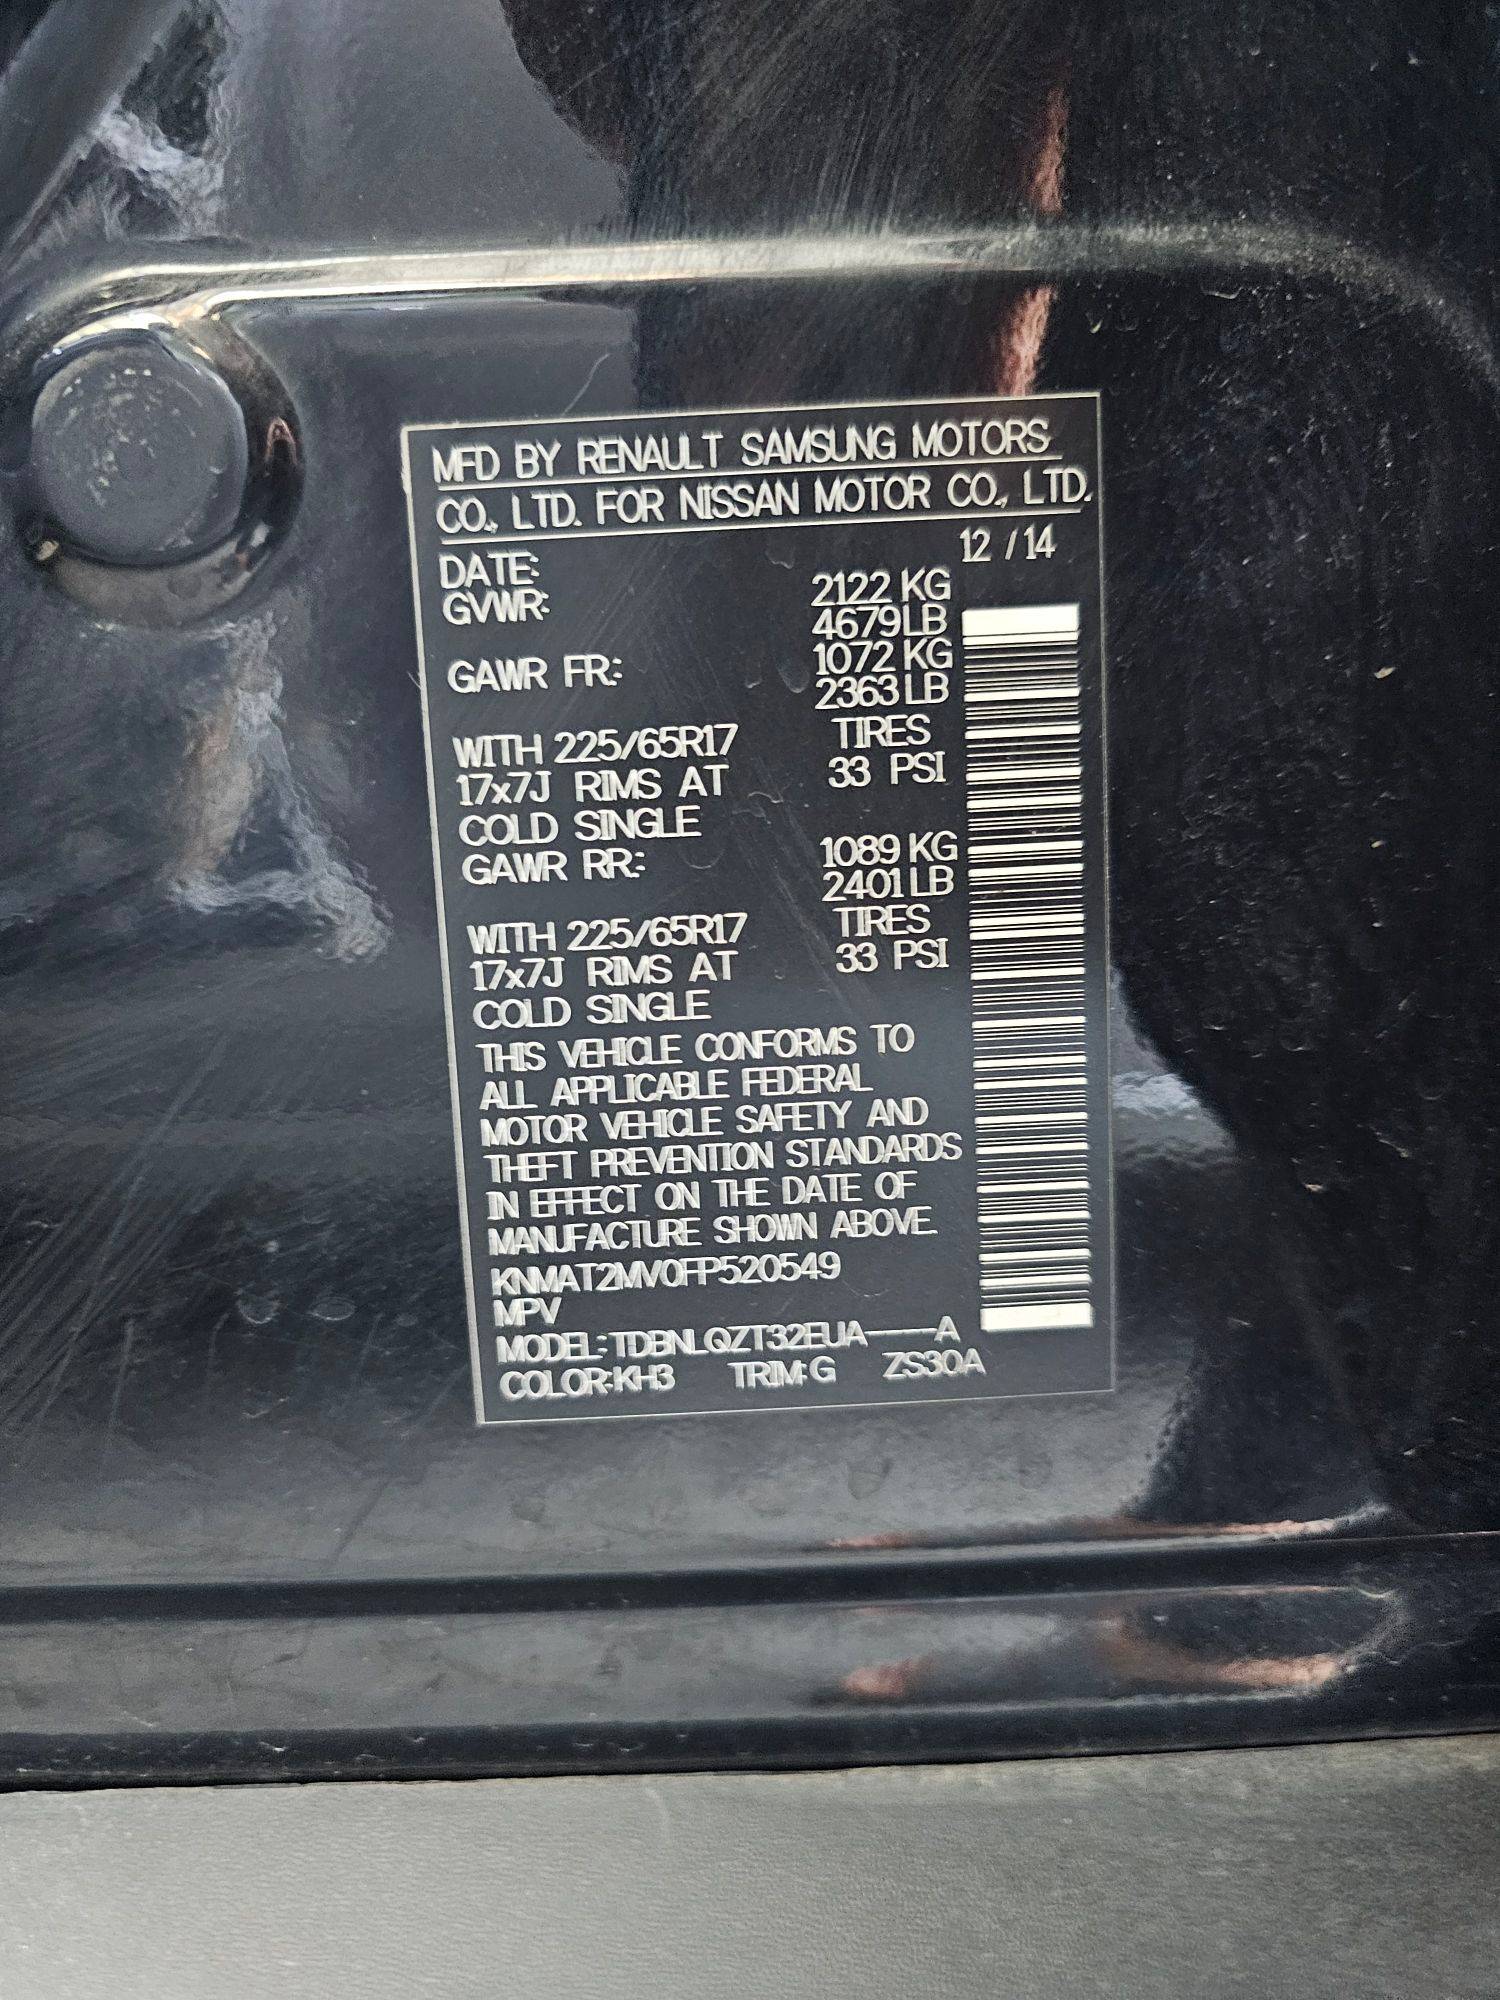 MFD BY RENAULT SAMSUNG MOTORS
CO., LTD. FOR NISSAN MOTOR CO., LTD.
DATE: 12 /14
GVWR: 2122 KG
4679 LB
GAWR FR: 1072 KG
2363 LB
WITH 225/65R17 TIRES
17x7J RIMS AT 33 PSI
COLD SINGLE
GAWR RR: 1089 KG
2401 LB
WITH 225/65R17 TIRES
17x7J RIMS AT 33 PSI
COLD SINGLE
THIS VEHICLE CONFORMS TO
ALL APPLICABLE FEDERAL
MOTOR VEHICLE SAFETY AND
THEFT PREVENTION STANDARDS
IN EFFECT ON THE DATE OF
MANUFACTURE SHOWN ABOVE.
KNMAT2MV0FP520549
MPV
MODEL:TDBNLQZT32EUA----A
COLOR:KH3 TRIM:G ZS30A